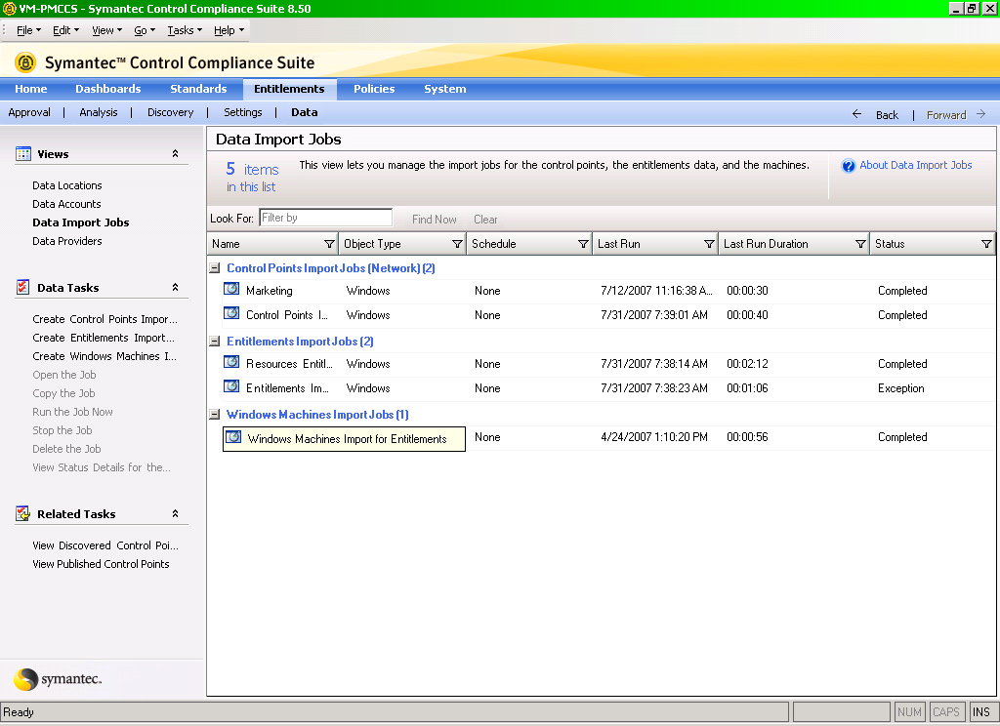 VM-PMCCS - Symantec Control Compliance Suite 8.50
File Edit View Go Tasks Help
Symantec™ Control Compliance Suite
Home Dashboards Standards Entitlements Policies System
Approval | Analysis | Discovery | Settings | Data
← Back | Forward →
Views
Data Locations
Data Accounts
Data Import Jobs
Data Providers
Data Tasks
Create Control Points Impor...
Create Entitlements Import...
Create Windows Machines I...
Open the Job
Copy the Job
Run the Job Now
Stop the Job
Delete the Job
View Status Details for the...
Related Tasks
View Discovered Control Poi...
View Published Control Points
symantec.
Data Import Jobs
5 items
in this list
This view lets you manage the import jobs for the control points, the entitlements data, and the machines.
About Data Import Jobs
Look For: Filter by Find Now Clear
Name Object Type Schedule Last Run Last Run Duration Status
Control Points Import Jobs (Network) (2)
Marketing Windows None 7/12/2007 11:16:38 A... 00:00:30 Completed
Control Points I... Windows None 7/31/2007 7:39:01 AM 00:00:40 Completed
Entitlements Import Jobs (2)
Resources Entitl... Windows None 7/31/2007 7:38:14 AM 00:02:12 Completed
Entitlements Im... Windows None 7/31/2007 7:38:23 AM 00:01:06 Exception
Windows Machines Import Jobs (1)
Windows Machines Import for Entitlements None 4/24/2007 1:10:20 PM 00:00:56 Completed
Ready NUM CAPS INS